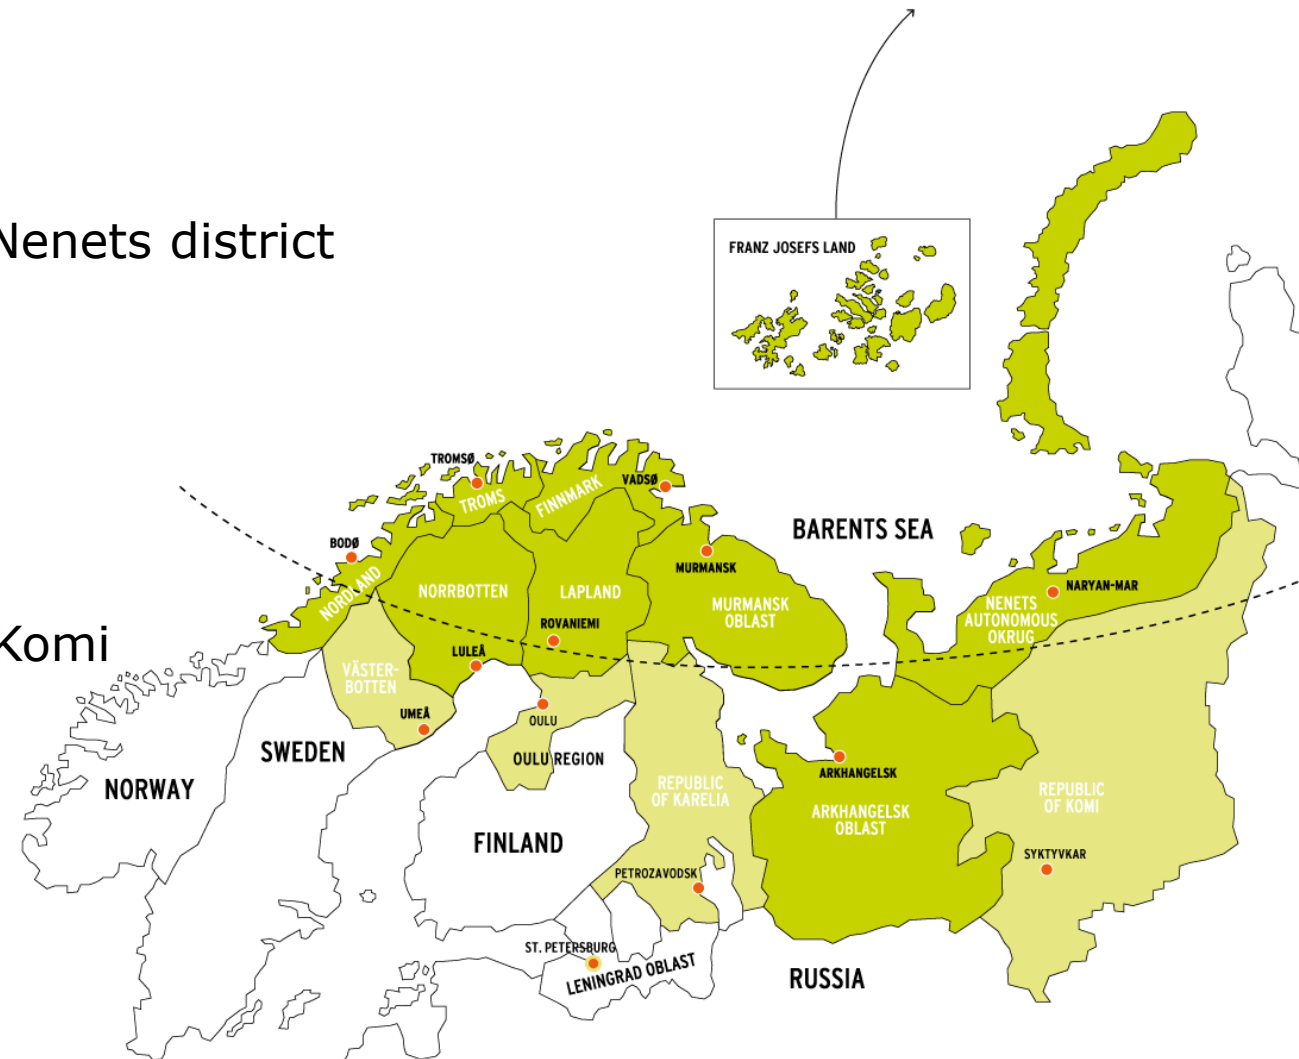 Nenets district
FRANZ JOSEFS LAND
TROMSØ
TROMS
FINNMARK
VADSØ
BARENTS SEA
BODØ
NORDLAND
NORRBOTTEN
LAPLAND
MURMANSK
MURMANSK
OBLAST
NARYAN-MAR
NENETS
AUTONOMOUS
OKRUG
ROVANIEMI
Komi
LULEÅ
VÄSTER-
BOTTEN
UMEÅ
OULU
SWEDEN
OULU REGION
NORWAY
REPUBLIC
OF KARELIA
ARKHANGELSK
ARKHANGELSK
OBLAST
REPUBLIC
OF KOMI
FINLAND
SYKTYVKAR
PETROZAVODSK
ST. PETERSBURG
LENINGRAD OBLAST
RUSSIA